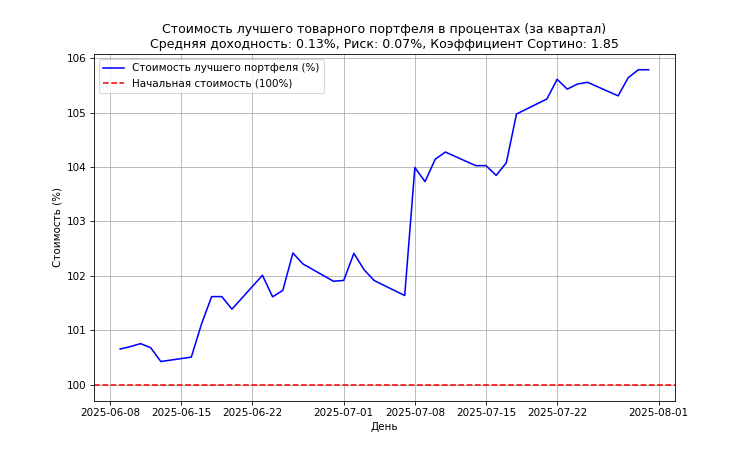 Стоимость лучшего товарного портфеля в процентах (за квартал)
Средняя доходность: 0.13%, Риск: 0.07%, Коэффициент Сортино: 1.85
Стоимость лучшего портфеля (%)
Начальная стоимость (100%)
Стоимость (%)
106
105
104
103
102
101
100
2025-06-08
2025-06-15
2025-06-22
2025-07-01
2025-07-08
2025-07-15
2025-07-22
2025-08-01
День